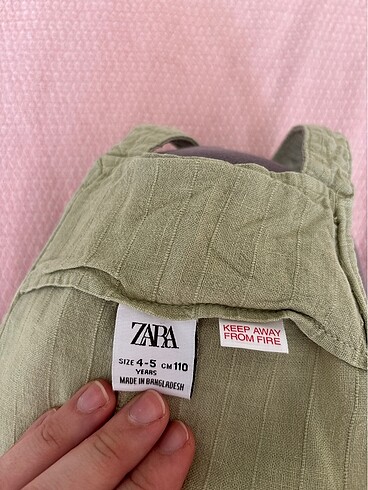 ZARA
SIZE 4-5 CM 110
YEARS
MADE IN BANGLADESH
KEEP AWAY
FROM FIRE